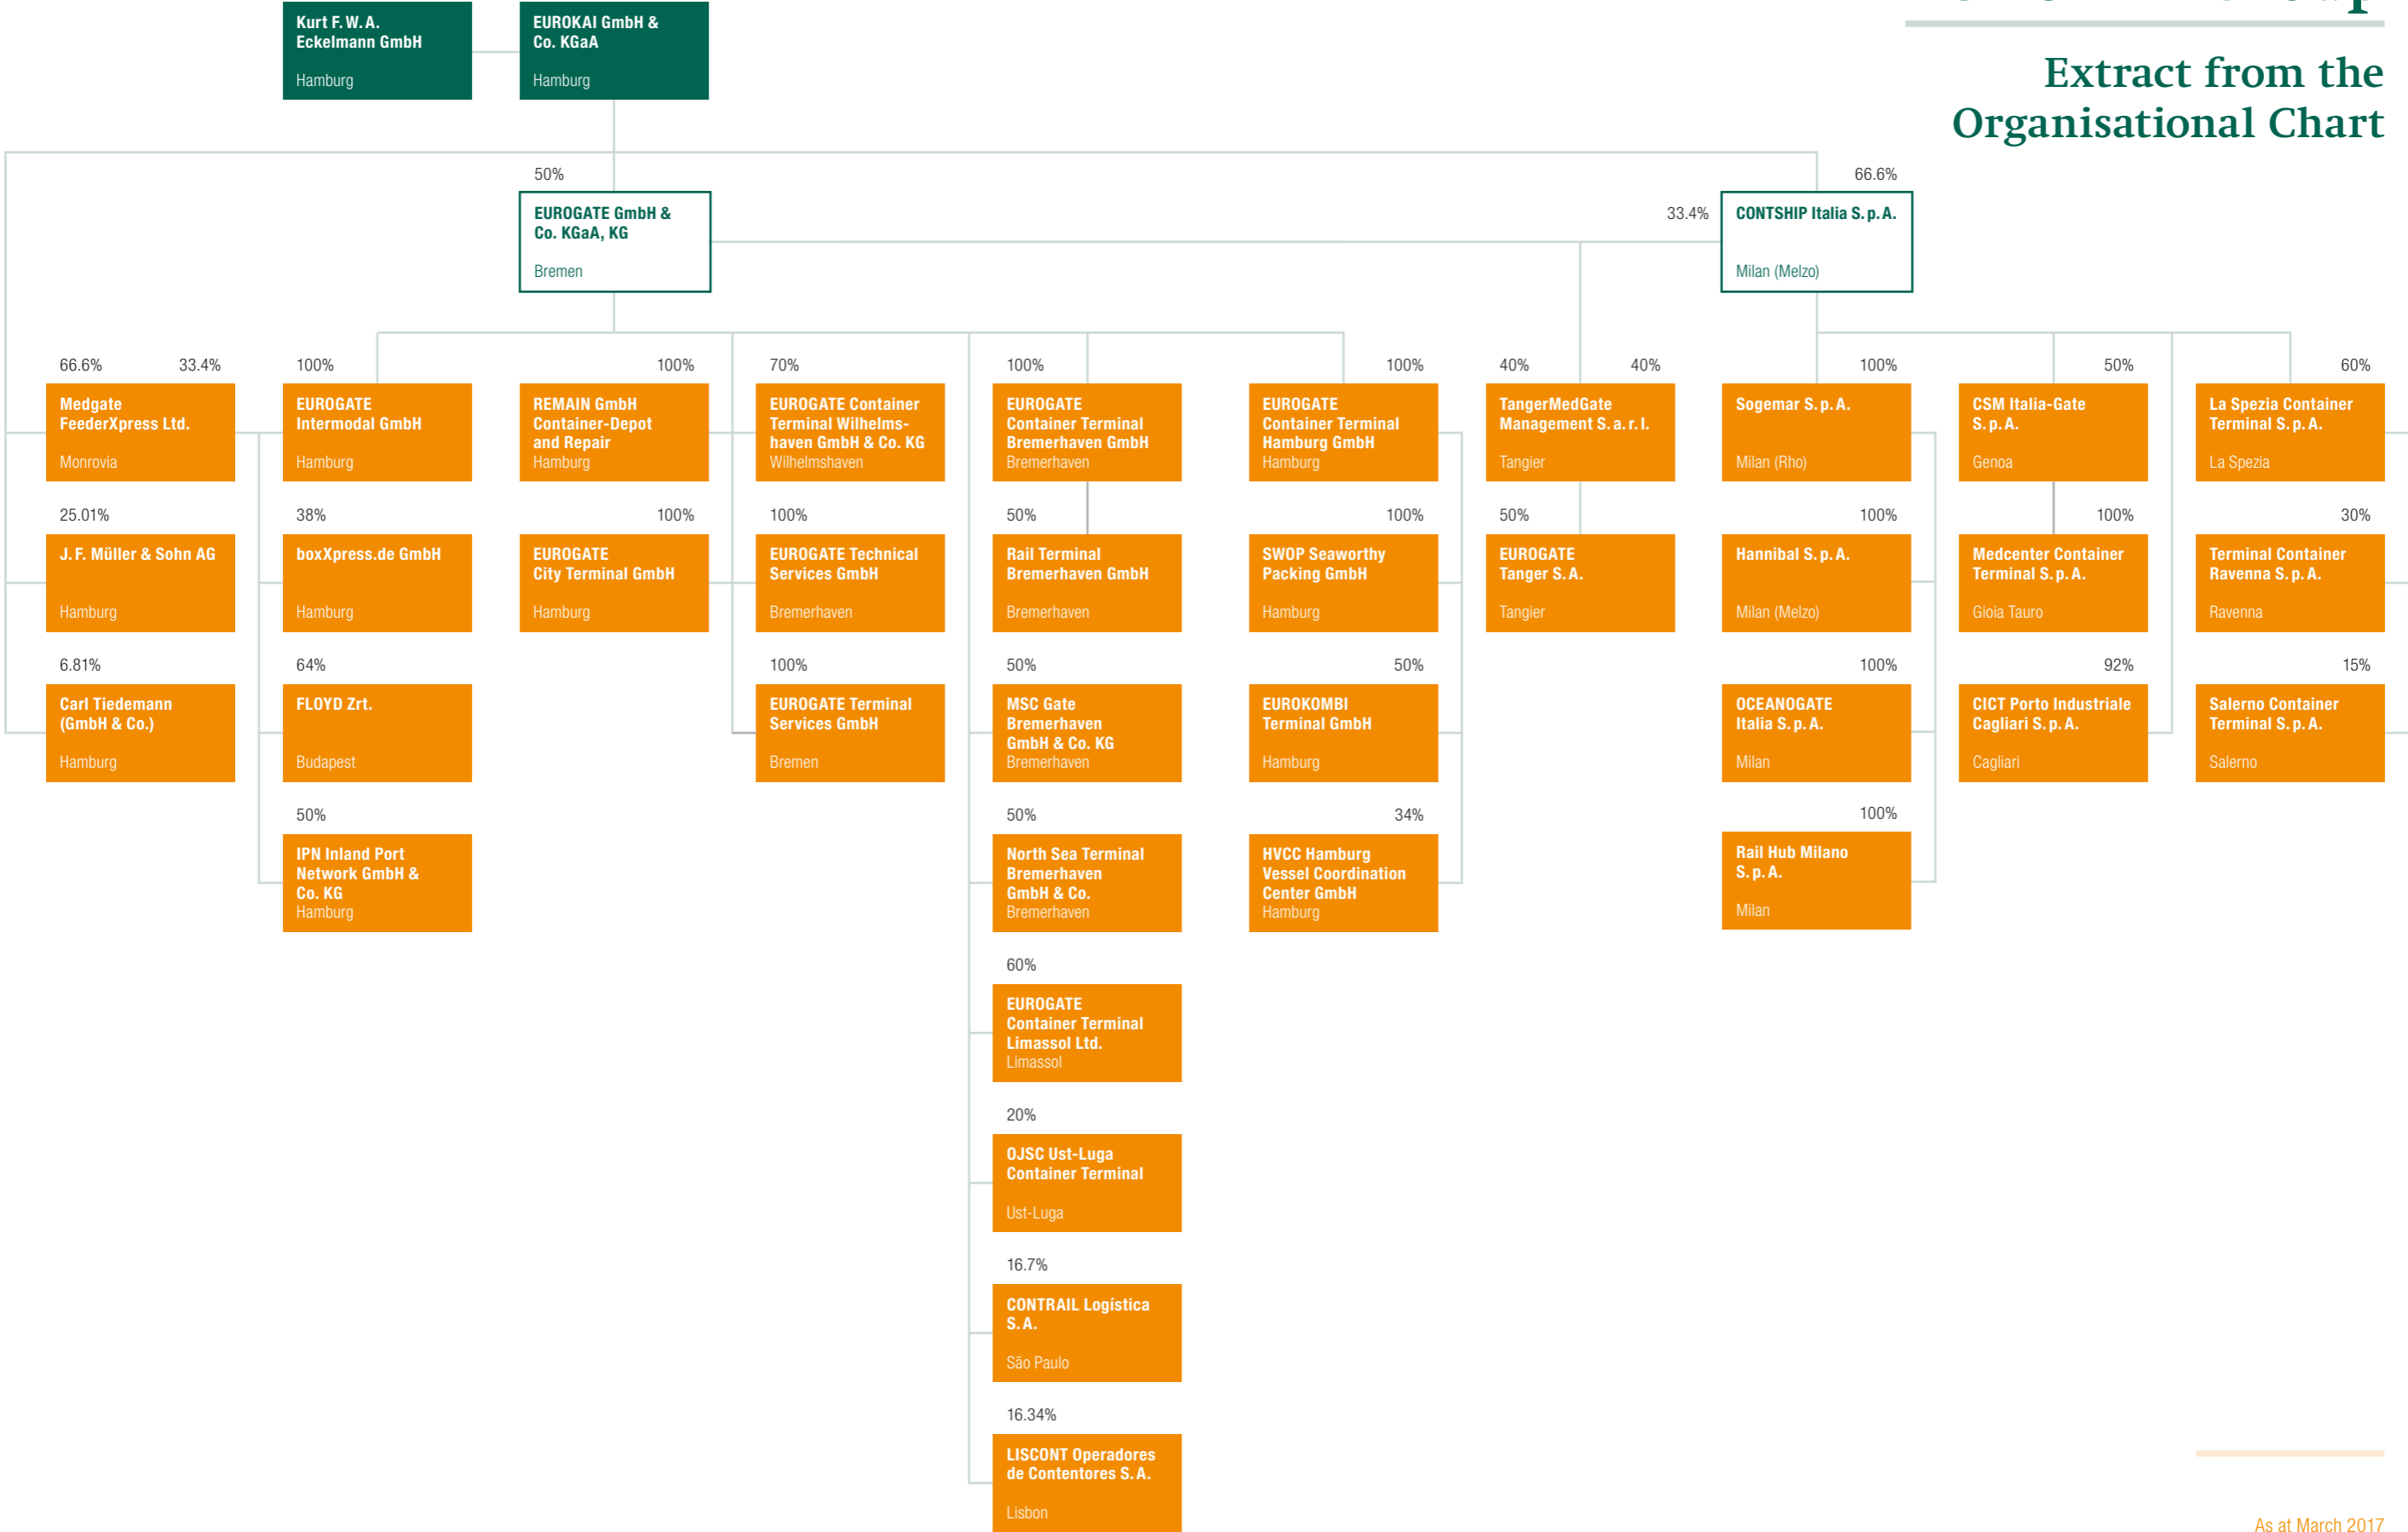 Extract from the
Organisational Chart
Kurt F. W. A.
Eckelmann GmbH
Hamburg
EUROKAI GmbH &
Co. KGaA
Hamburg
50%
EUROGATE GmbH &
Co. KGaA, KG
Bremen
66.6%
33.4%
CONTSHIP Italia S. p. A.
Milan (Melzo)
66.6%
33.4%
Medgate
FeederXpress Ltd.
Monrovia
25.01%
J. F. Müller & Sohn AG
Hamburg
6.81%
Carl Tiedemann
(GmbH & Co.)
Hamburg
100%
EUROGATE
Intermodal GmbH
Hamburg
38%
boxXpress.de GmbH
Hamburg
64%
FLOYD Zrt.
Budapest
50%
IPN Inland Port
Network GmbH &
Co. KG
Hamburg
100%
REMAIN GmbH
Container-Depot
and Repair
Hamburg
100%
EUROGATE
City Terminal GmbH
Hamburg
70%
EUROGATE Container
Terminal Wilhelms-
haven GmbH & Co. KG
Wilhelmshaven
100%
EUROGATE Technical
Services GmbH
Bremerhaven
100%
EUROGATE Terminal
Services GmbH
Bremen
100%
EUROGATE
Container Terminal
Bremerhaven GmbH
Bremerhaven
50%
Rail Terminal
Bremerhaven GmbH
Bremerhaven
50%
MSC Gate
Bremerhaven
GmbH & Co. KG
Bremerhaven
50%
North Sea Terminal
Bremerhaven
GmbH & Co.
Bremerhaven
60%
EUROGATE
Container Terminal
Limassol Ltd.
Limassol
20%
OJSC Ust-Luga
Container Terminal
Ust-Luga
16.7%
CONTRAIL Logística
S. A.
São Paulo
16.34%
LISCONT Operadores
de Contentores S. A.
Lisbon
100%
EUROGATE
Container Terminal
Hamburg GmbH
Hamburg
100%
SWOP Seaworthy
Packing GmbH
Hamburg
50%
EUROKOMBI
Terminal GmbH
Hamburg
34%
HVCC Hamburg
Vessel Coordination
Center GmbH
Hamburg
40%
40%
TangerMedGate
Management S. a. r. l.
Tangier
50%
EUROGATE
Tanger S. A.
Tangier
100%
Sogemar S. p. A.
Milan (Rho)
100%
Hannibal S. p. A.
Milan (Melzo)
100%
OCEANOGATE
Italia S. p. A.
Milan
100%
Rail Hub Milano
S. p. A.
Milan
50%
CSM Italia-Gate
S. p. A.
Genoa
100%
Medcenter Container
Terminal S. p. A.
Gioia Tauro
92%
CICT Porto Industriale
Cagliari S. p. A.
Cagliari
60%
La Spezia Container
Terminal S. p. A.
La Spezia
30%
Terminal Container
Ravenna S. p. A.
Ravenna
15%
Salerno Container
Terminal S. p. A.
Salerno
As at March 2017